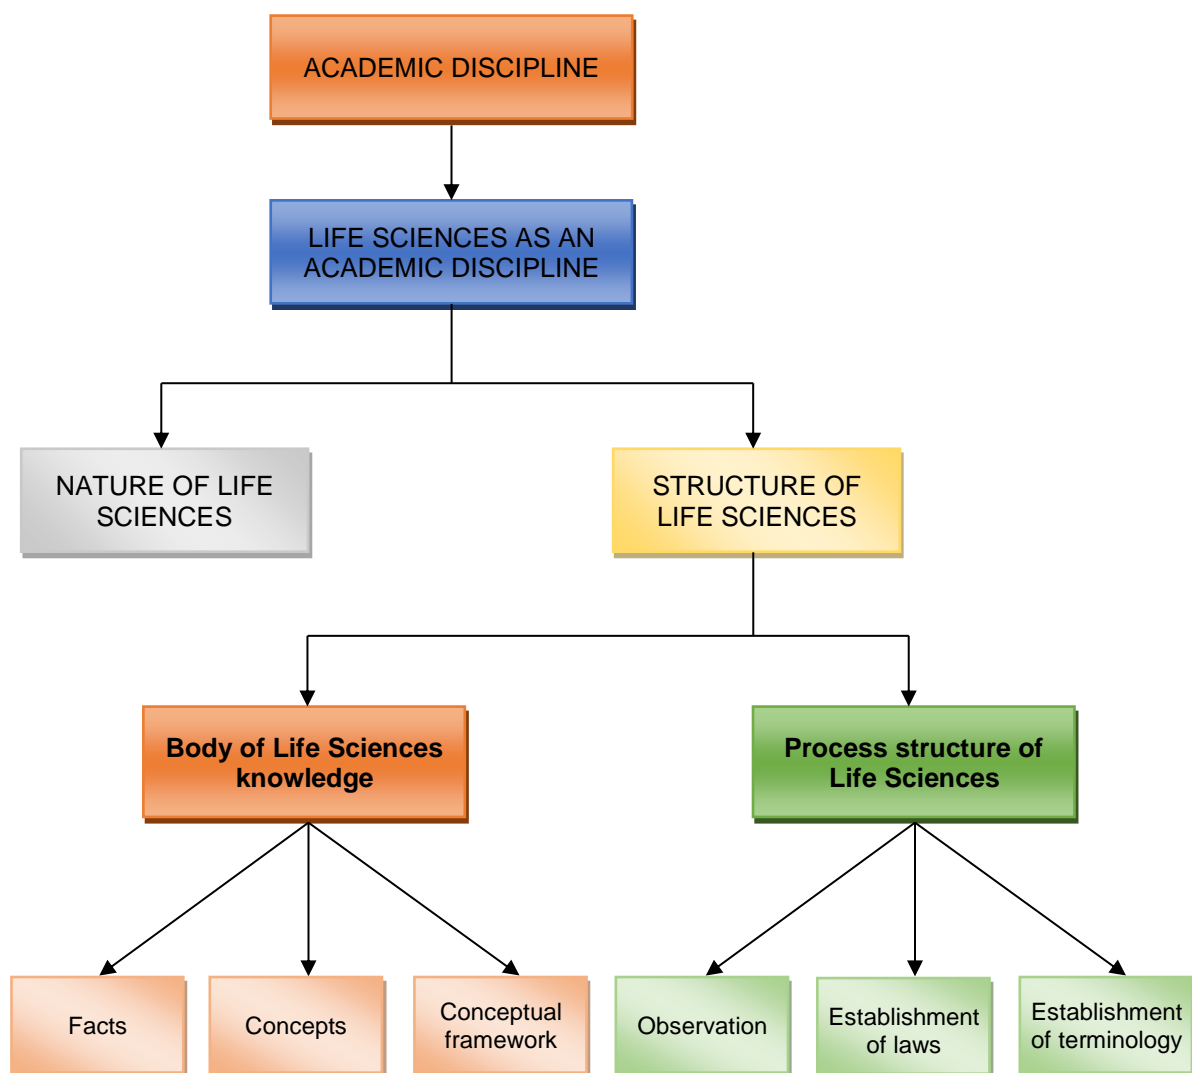 ACADEMIC DISCIPLINE
LIFE SCIENCES AS AN
ACADEMIC DISCIPLINE
NATURE OF LIFE
SCIENCES
STRUCTURE OF
LIFE SCIENCES
Body of Life Sciences
knowledge
Process structure of
Life Sciences
Facts
Concepts
Conceptual
framework
Observation
Establishment
of laws
Establishment
of terminology